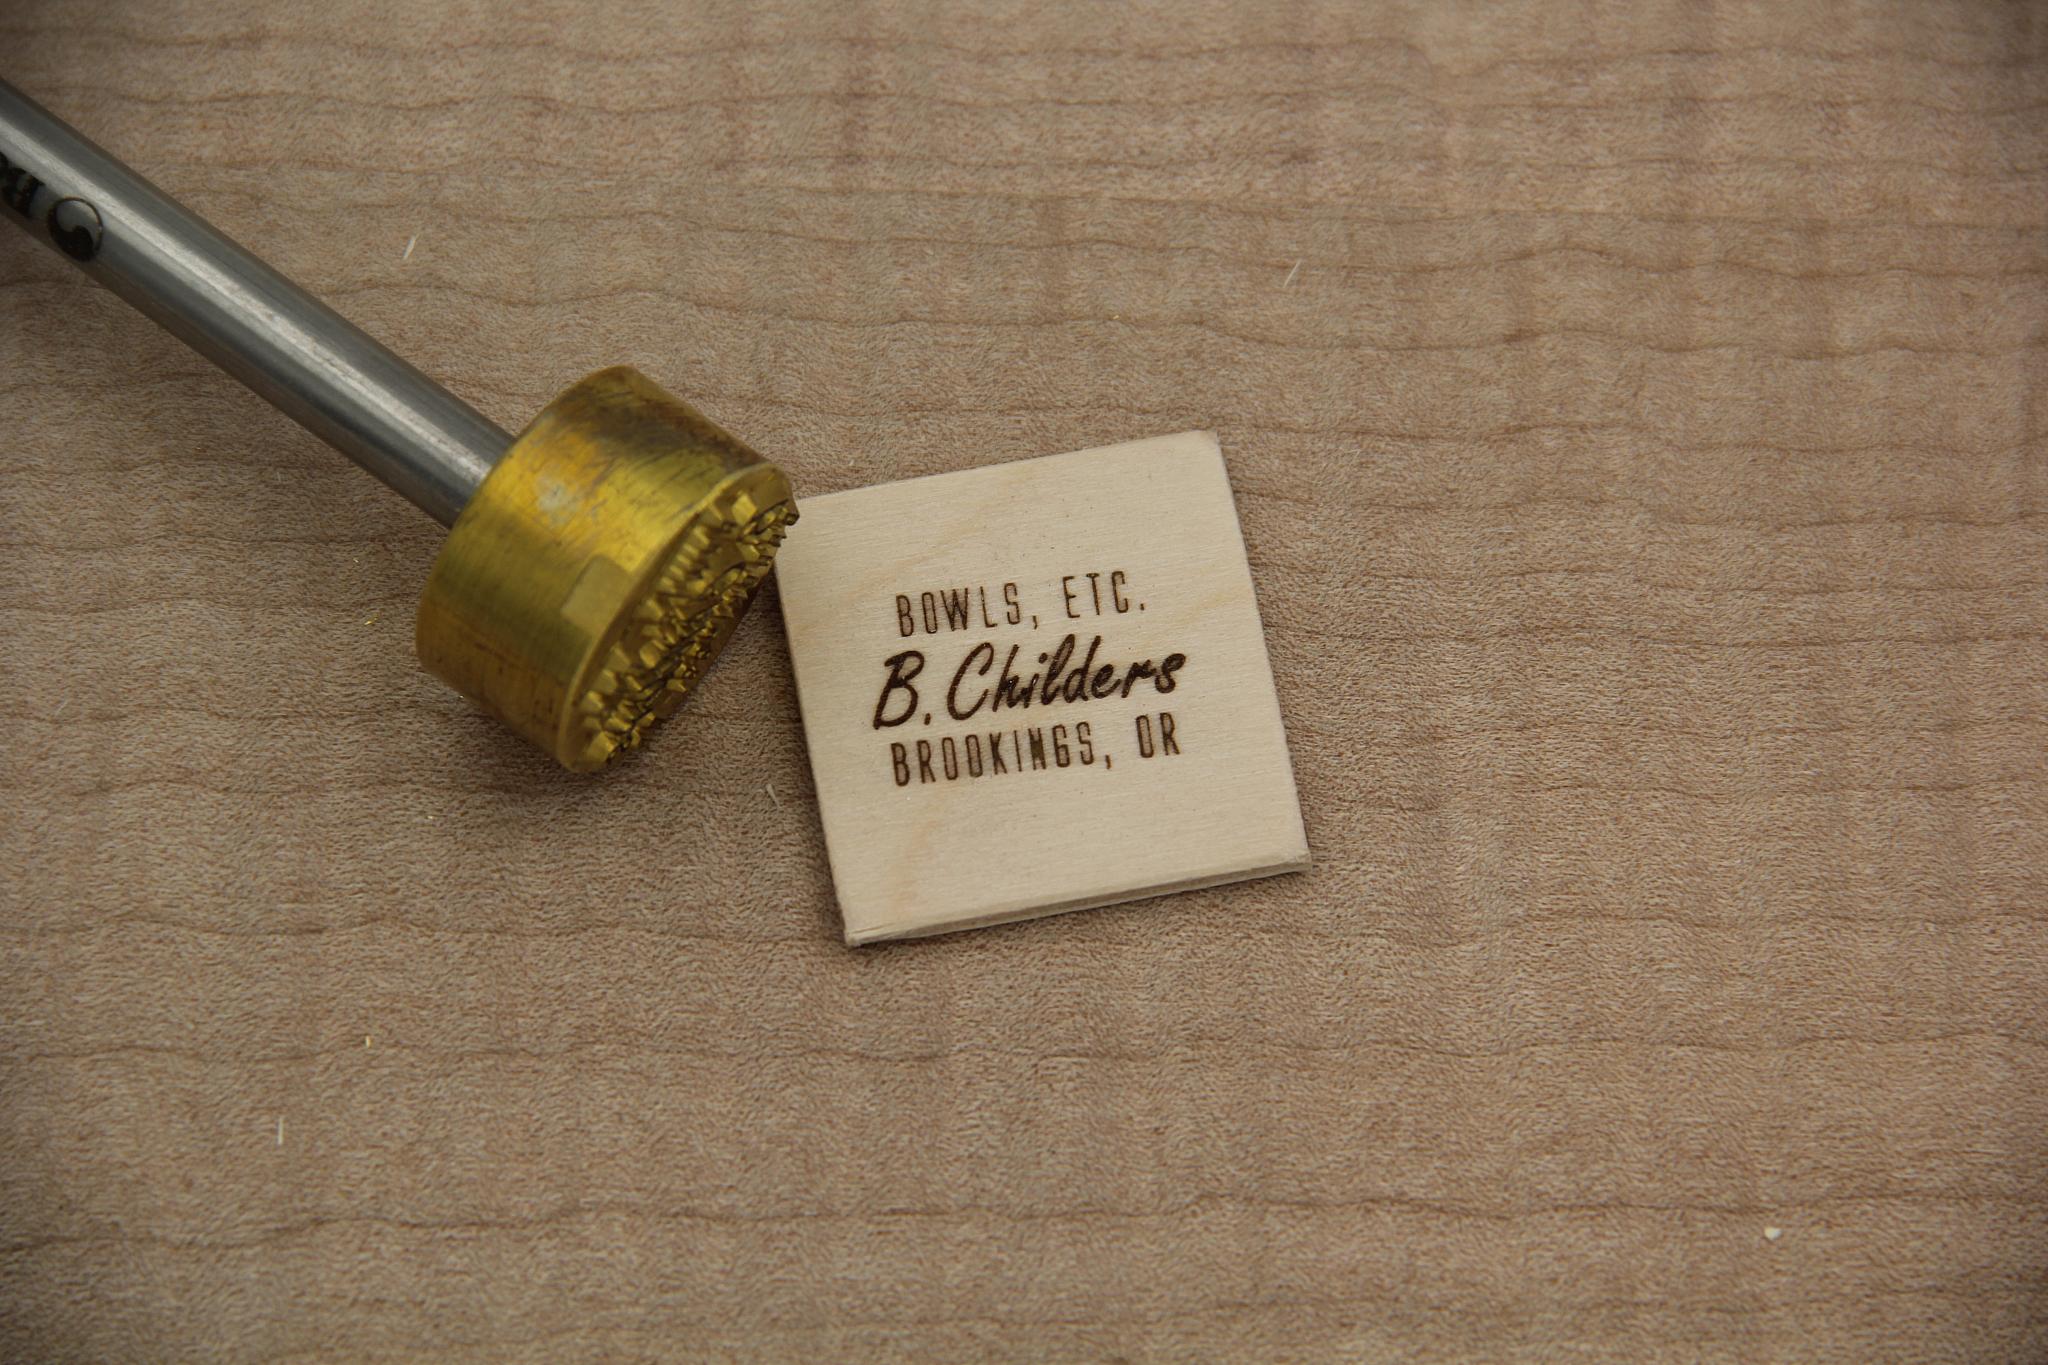 BOWLS, ETC.
B. Childers
BROOKINGS, OR